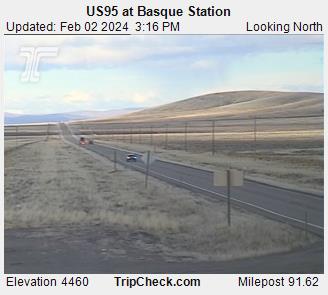 US95 at Basque Station
Updated: Feb 02 2024 3:16 PM Looking North
Elevation 4460 TripCheck.com Milepost 91.62